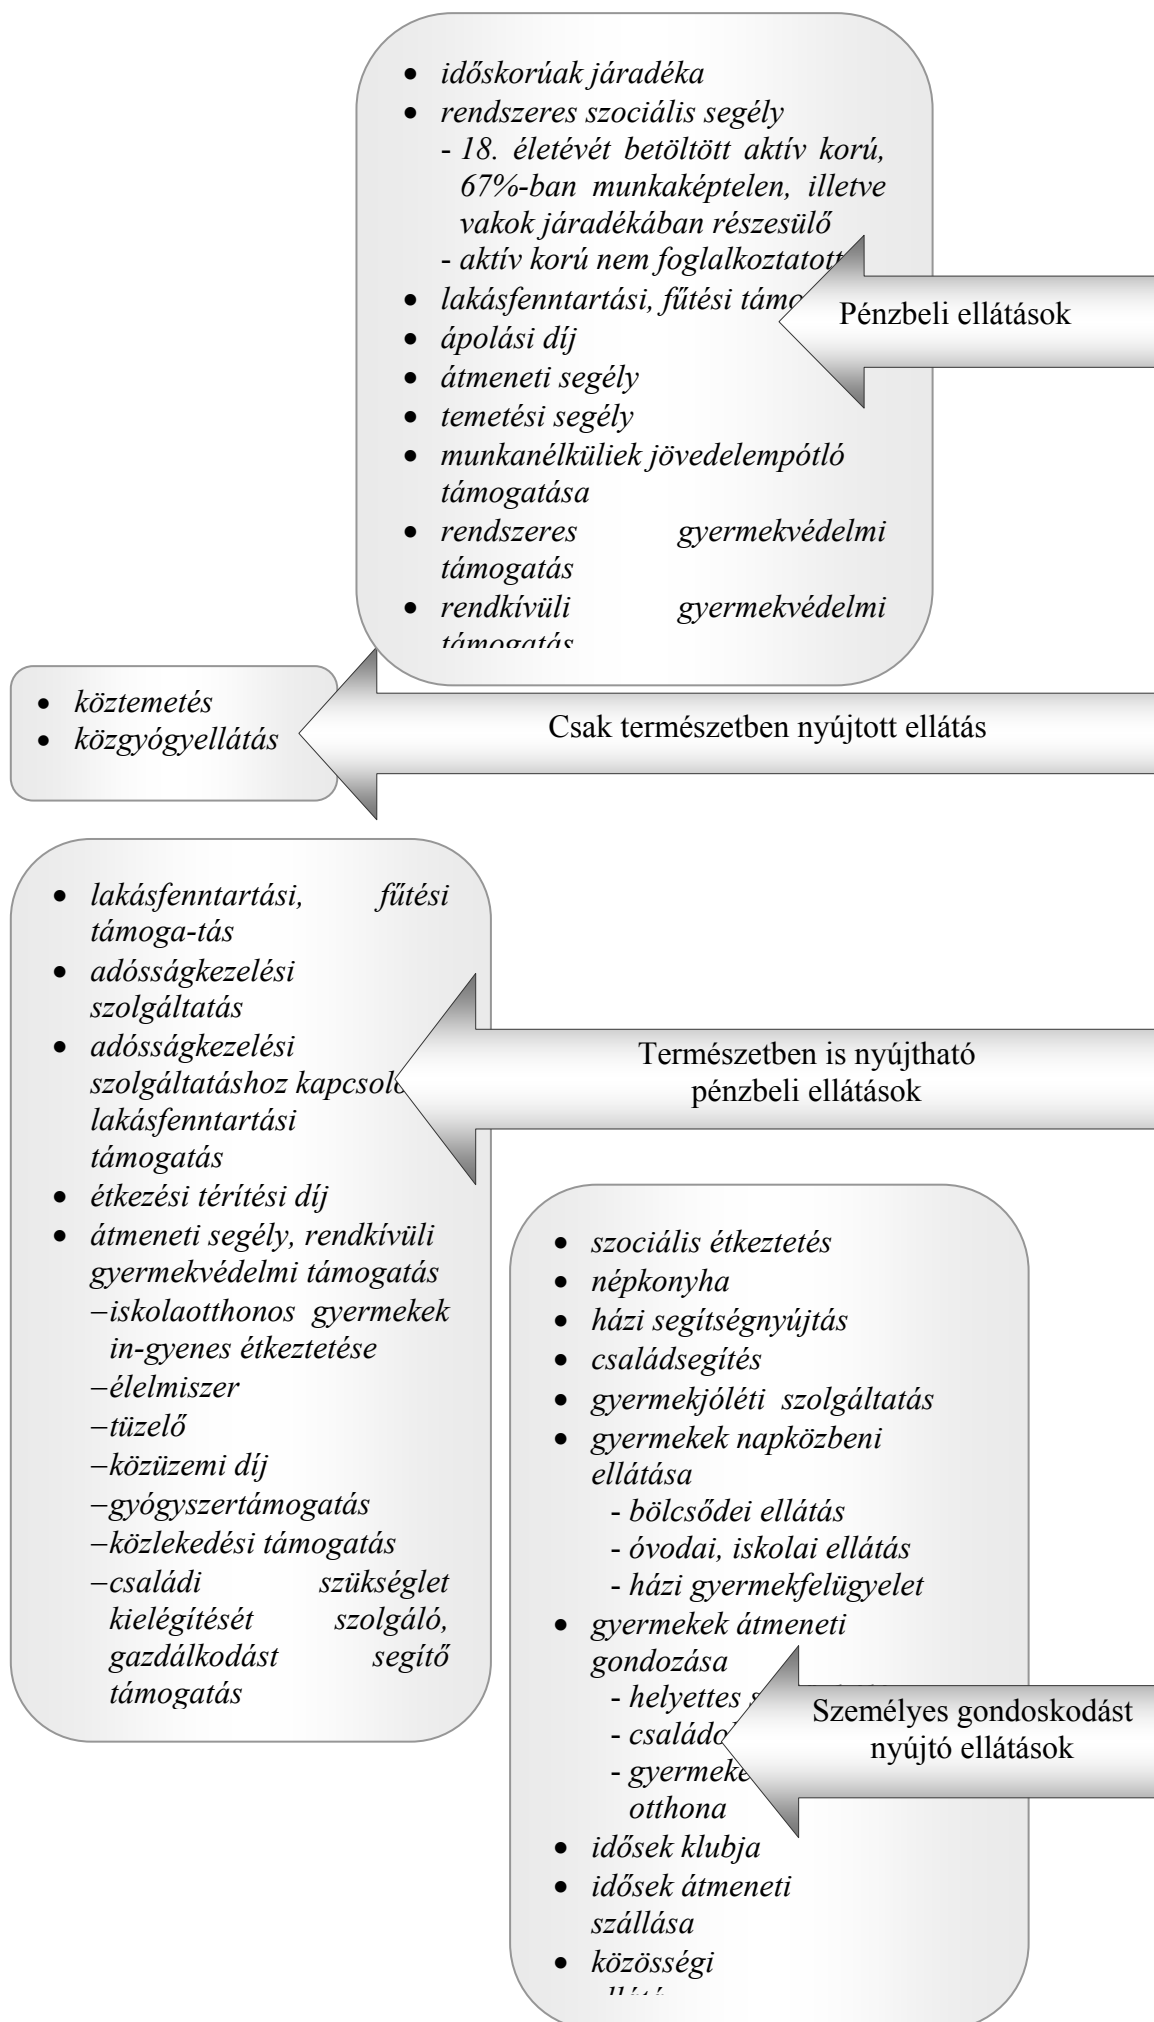 • időskorúak járadéka
• rendszeres szociális segély
- 18. életévét betöltött aktív korú,
67%-ban munkaképtelen, illetve
vakok járadékában részesülő
- aktív korú nem foglalkoztatott
• lakásfenntartási, fűtési
• ápolási díj
• átmeneti segély
• temetési segély
• munkanélküliek jövedelempótló
támogatása
• rendszeres gyermekvédelmi
támogatás
• rendkívüli gyermekvédelmi
támogatás
Pénzbeli ellátások
• köztemetés
• közgyógyellátás
Csak természetben nyújtott ellátás
• lakásfenntartási, fűtési
támoga-tás
• adósságkezelési
szolgáltatás
• adósságkezelési
szolgáltatáshoz
lakásfenntartási
támogatás
• étkezési térítési díj
• átmeneti segély, rendkívüli
gyermekvédelmi támogatás
–iskolaotthonos gyermekek
in-gyenes étkeztetése
–élelmiszer
–tüzelő
–közüzemi díj
–gyógyszertámogatás
–közlekedési támogatás
–családi szükséglet
kielégítését szolgáló,
gazdálkodást segítő
támogatás
Természetben is nyújtható
pénzbeli ellátások
• szociális étkeztetés
• népkonyha
• házi segítségnyújtás
• családsegítés
• gyermekjóléti szolgáltatás
• gyermekek napközbeni
ellátása
- bölcsődei ellátás
- óvodai, iskolai ellátás
- házi gyermekfelügyelet
• gyermekek átmeneti
gondozása
- helyettes
-
-
otthona
• idősek klubja
• idősek átmeneti
szállása
• közösségi
Személyes gondoskodást
nyújtó ellátások